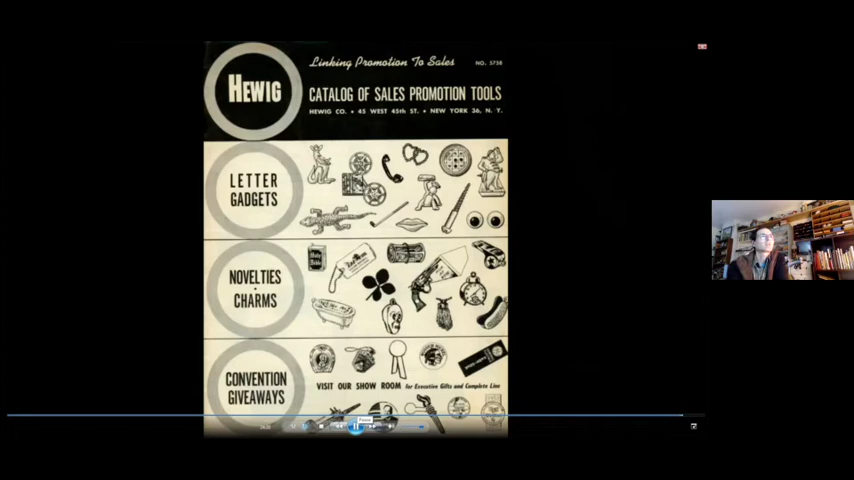 Linking Promotion To Sales
NO. 5758
HEWIG
CATALOG OF SALES PROMOTION TOOLS
HEWIG CO. • 45 WEST 45th ST. • NEW YORK 36, N. Y.
LETTER
GADGETS
NOVELTIES
•
CHARMS
CONVENTION
GIVEAWAYS
VISIT OUR SHOW ROOM for Executive Gifts and Complete Line